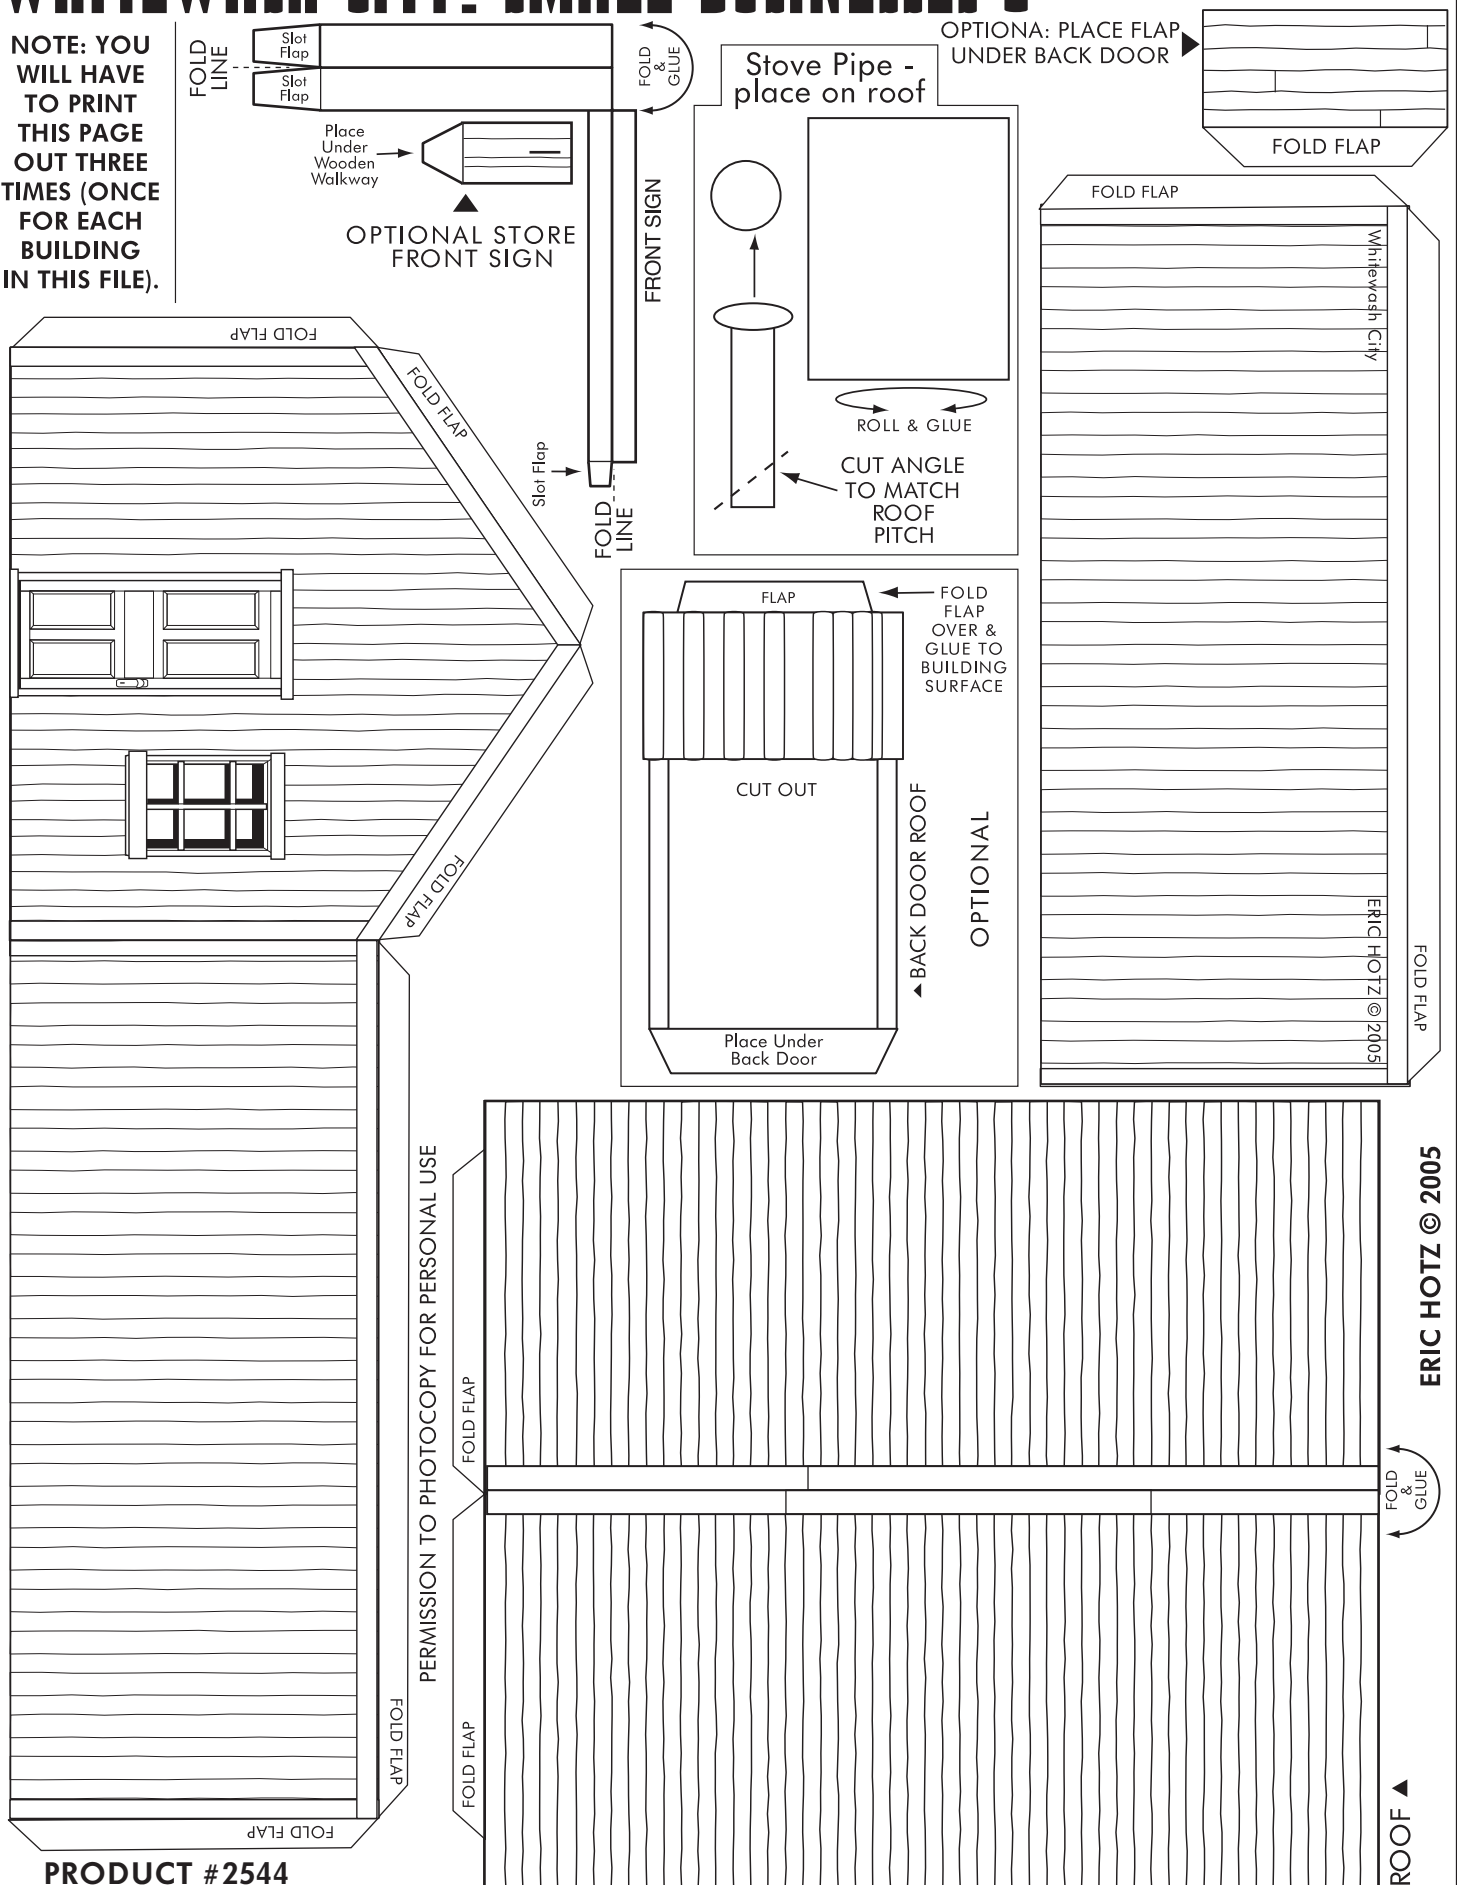 WHITEWASH CITY: SMALL BUSINESSES
NOTE: YOU
WILL HAVE
TO PRINT
THIS PAGE
OUT THREE
TIMES (ONCE
FOR EACH
BUILDING
IN THIS FILE).
FOLD
LINE
Slot
Flap
Slot
Flap
FOLD
&
GLUE
Place
Under
Wooden
Walkway
OPTIONAL STORE
FRONT SIGN
FRONT SIGN
Slot Flap
FOLD
LINE
Stove Pipe -
place on roof
ROLL & GLUE
CUT ANGLE
TO MATCH
ROOF
PITCH
OPTIONA: PLACE FLAP
UNDER BACK DOOR
FOLD FLAP
FOLD FLAP
Whitewash City
ERIC HOTZ © 2005
FOLD FLAP
FOLD FLAP
FOLD FLAP
FOLD FLAP
FLAP
FOLD
FLAP
OVER &
GLUE TO
BUILDING
SURFACE
CUT OUT
BACK DOOR ROOF
OPTIONAL
Place Under
Back Door
PERMISSION TO PHOTOCOPY FOR PERSONAL USE
FOLD FLAP
FOLD FLAP
FOLD FLAP
FOLD FLAP
ERIC HOTZ © 2005
FOLD
&
GLUE
ROOF
PRODUCT #2544